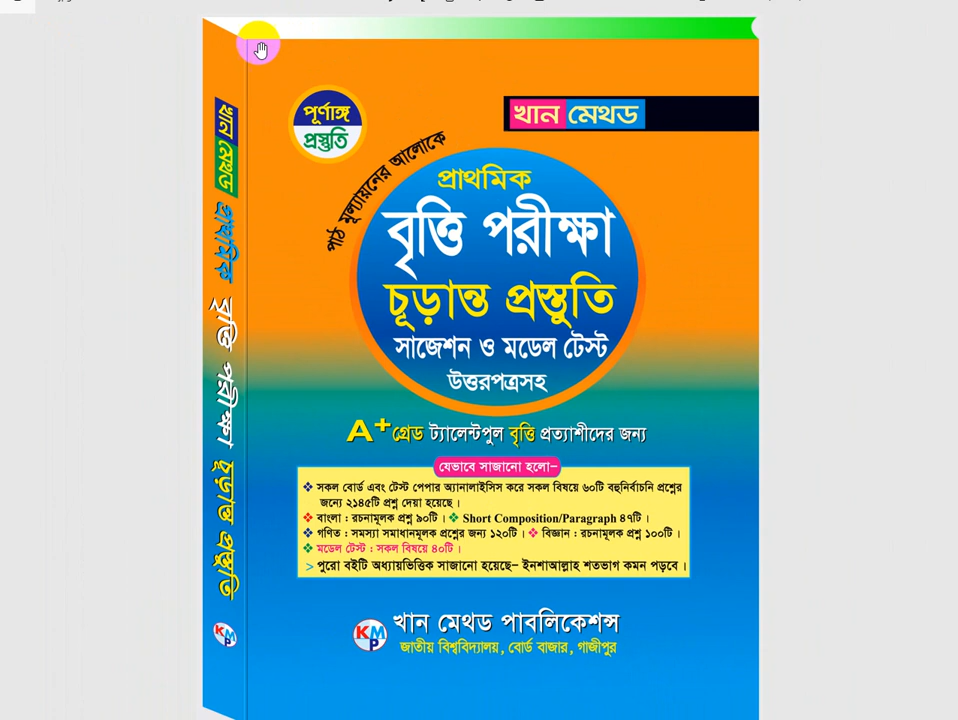 পূর্ণাঙ্গ
প্রস্তুতি
খান মেথড
পাঠ মূল্যায়নের আলোকে
প্রাথমিক
বৃত্তি পরীক্ষা
চূড়ান্ত প্রস্তুতি
সাজেশন ও মডেল টেস্ট
উত্তরপত্রসহ
A+ গ্রেড ট্যালেন্টপুল বৃত্তি প্রত্যাশীদের জন্য
যেভাবে সাজানো হলো-
❖ সকল বোর্ড এবং টেস্ট পেপার অ্যানালাইসিস করে সকল বিষয়ে ৬০টি বহুনির্বাচনি প্রশ্নের
জন্যে ২১৪৫টি প্রশ্ন দেয়া হয়েছে।
❖ বাংলা : রচনামূলক প্রশ্ন ৯০টি। ❖ Short Composition/Paragraph ৪৭টি।
❖ গণিত : সমস্যা সমাধানমূলক প্রশ্নের জন্য ১২০টি। ❖ বিজ্ঞান : রচনামূলক প্রশ্ন ১০০টি।
❖ মডেল টেস্ট : সকল বিষয়ে ৪০টি।
> পুরো বইটি অধ্যায়ভিত্তিক সাজানো হয়েছে– ইনশাআল্লাহ শতভাগ কমন পড়বে।
KMP
খান মেথড পাবলিকেশন্স
জাতীয় বিশ্ববিদ্যালয়, বোর্ড বাজার, গাজীপুর
খান মেথড প্রাথমিক বৃত্তি পরীক্ষা চূড়ান্ত প্রস্তুতি
KMP